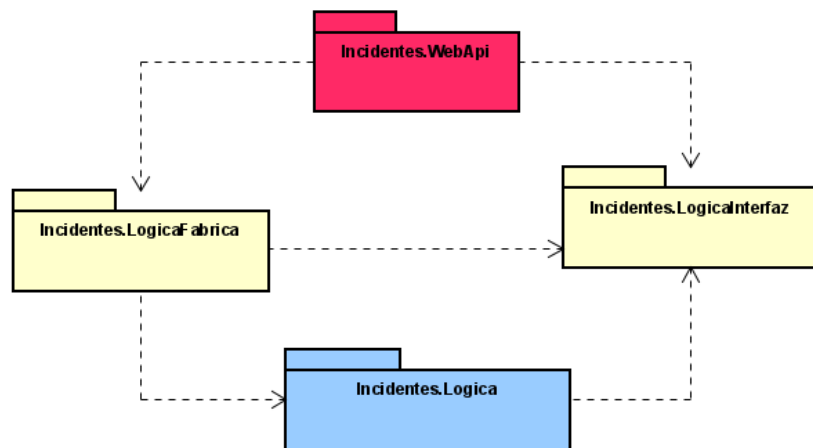 Incidentes.WebApi
Incidentes.LogicaFabrica
Incidentes.LogicaInterfaz
Incidentes.Logica